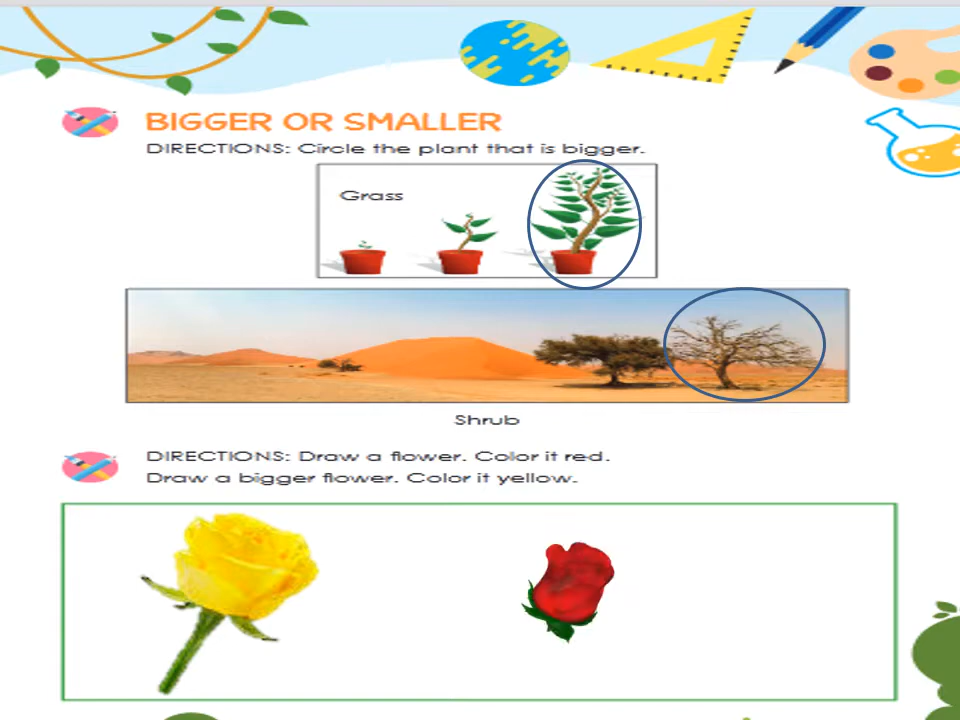 BIGGER OR SMALLER
DIRECTIONS: Circle the plant that is bigger.
Grass
Shrub
DIRECTIONS: Draw a flower. Color it red.
Draw a bigger flower. Color it yellow.